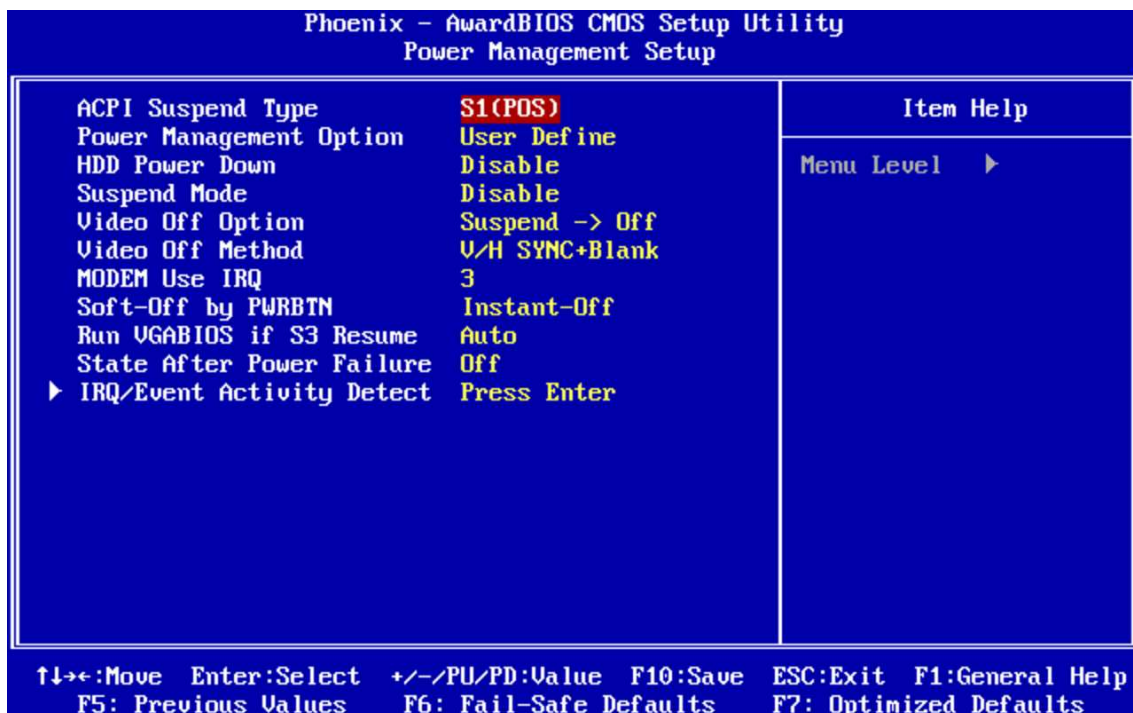 Phoenix - AwardBIOS CMOS Setup Utility
Power Management Setup
ACPI Suspend Type S1(POS)
Power Management Option User Define
HDD Power Down Disable
Suspend Mode Disable
Video Off Option Suspend -> Off
Video Off Method V/H SYNC+Blank
MODEM Use IRQ 3
Soft-Off by PWRBTN Instant-Off
Run VGABIOS if S3 Resume Auto
State After Power Failure Off
▶ IRQ/Event Activity Detect Press Enter
Item Help
Menu Level ▶
↑↓→←:Move Enter:Select +/-/PU/PD:Value F10:Save ESC:Exit F1:General Help
F5: Previous Values F6: Fail-Safe Defaults F7: Optimized Defaults